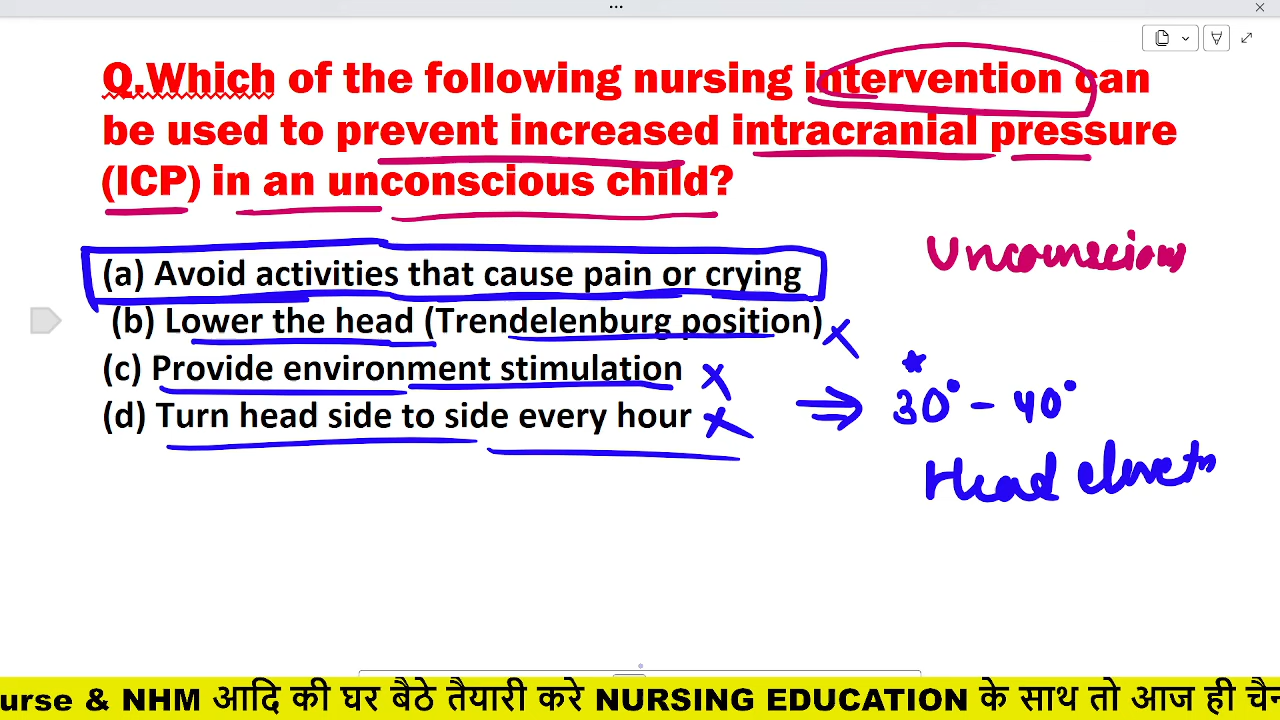 Q.Which of the following nursing intervention can
be used to prevent increased intracranial pressure
(ICP) in an unconscious child?
(a) Avoid activities that cause pain or crying
(b) Lower the head (Trendelenburg position)
(c) Provide environment stimulation
(d) Turn head side to side every hour
30° - 40°
Head
urse & NHM आदि की घर बैठे तैयारी करे NURSING EDUCATION के साथ तो आज ही चैन